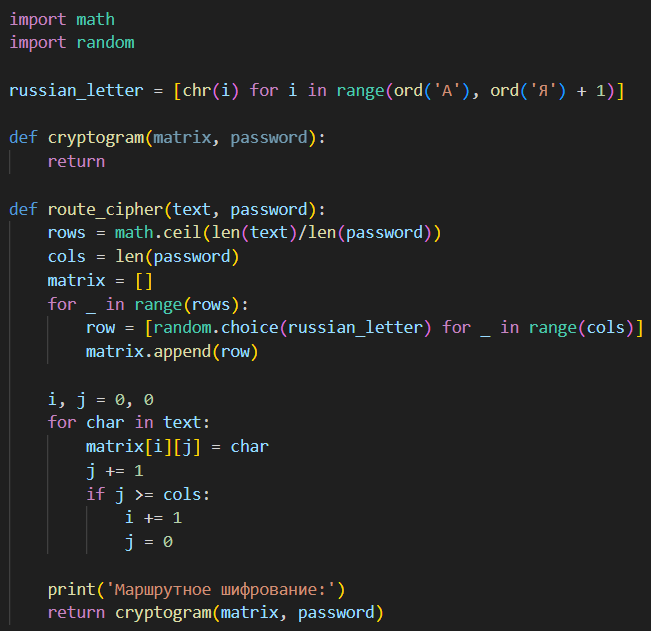 import math
import random

russian_letter = [chr(i) for i in range(ord('А'), ord('Я') + 1)]

def cryptogram(matrix, password):
    return

def route_cipher(text, password):
    rows = math.ceil(len(text)/len(password))
    cols = len(password)
    matrix = []
    for _ in range(rows):
        row = [random.choice(russian_letter) for _ in range(cols)]
        matrix.append(row)

    i, j = 0, 0
    for char in text:
        matrix[i][j] = char
        j += 1
        if j >= cols:
            i += 1
            j = 0

    print('Маршрутное шифрование:')
    return cryptogram(matrix, password)